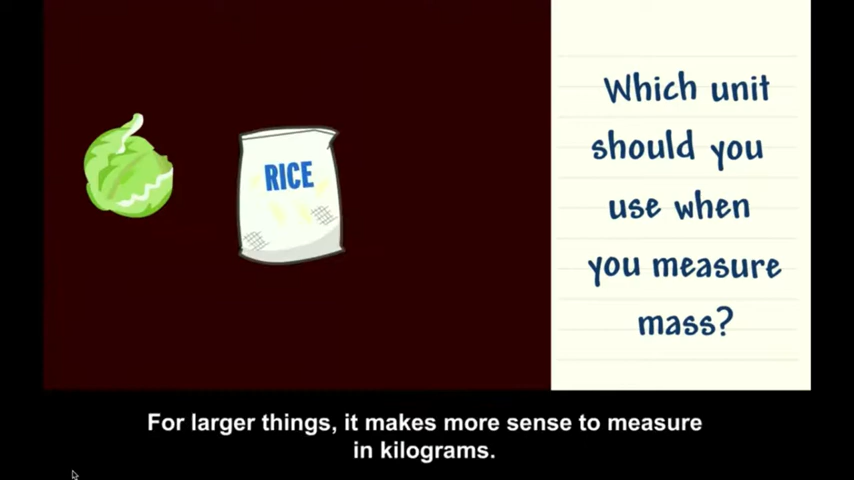 RICE
Which unit
should you
use when
you measure
mass?
For larger things, it makes more sense to measure
in kilograms.